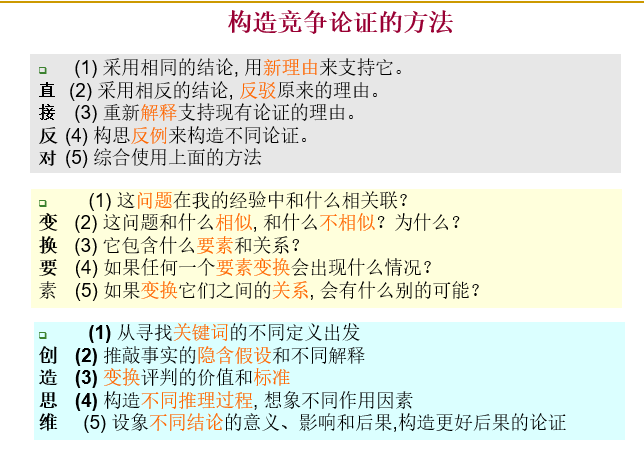 构造竞争论证的方法
(1) 采用相同的结论, 用新理由来支持它。
直 (2) 采用相反的结论, 反驳原来的理由。
接 (3) 重新解释支持现有论证的理由。
反 (4) 构思反例来构造不同论证。
对 (5) 综合使用上面的方法
(1) 这问题在我的经验中和什么相关联?
变 (2) 这问题和什么相似, 和什么不相似? 为什么?
换 (3) 它包含什么要素和关系?
要 (4) 如果任何一个要素变换会出现什么情况?
素 (5) 如果变换它们之间的关系, 会有什么别的可能?
(1) 从寻找关键词的不同定义出发
创 (2) 推敲事实的隐含假设和不同解释
造 (3) 变换评判的价值和标准
思 (4) 构造不同推理过程, 想象不同作用因素
维 (5) 设象不同结论的意义、影响和后果,构造更好后果的论证